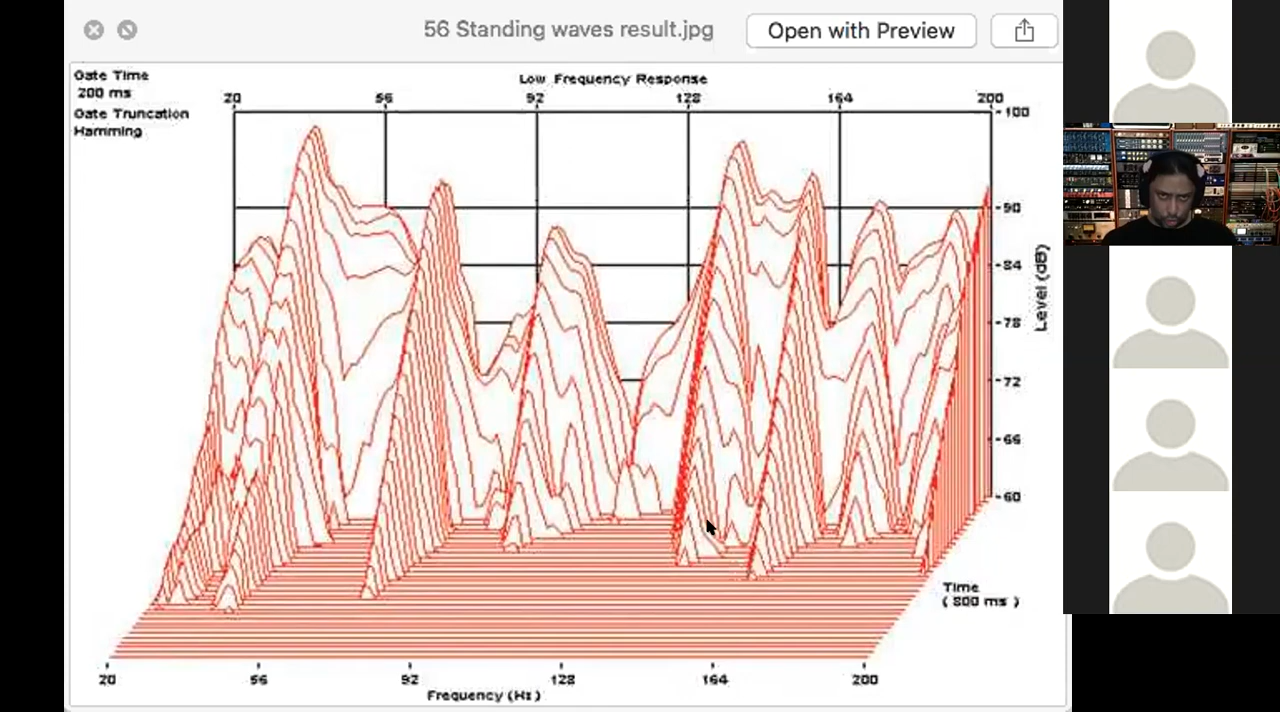 56 Standing waves result.jpg
Open with Preview
Gate Time
200 ms
Gate Truncation
Hamming
Low Frequency Response
20 56 92 128 164 200
100
90
84
78
72
66
60
Level (dB)
Time
( 800 ms )
20 56 92 128 164 200
Frequency (Hz)